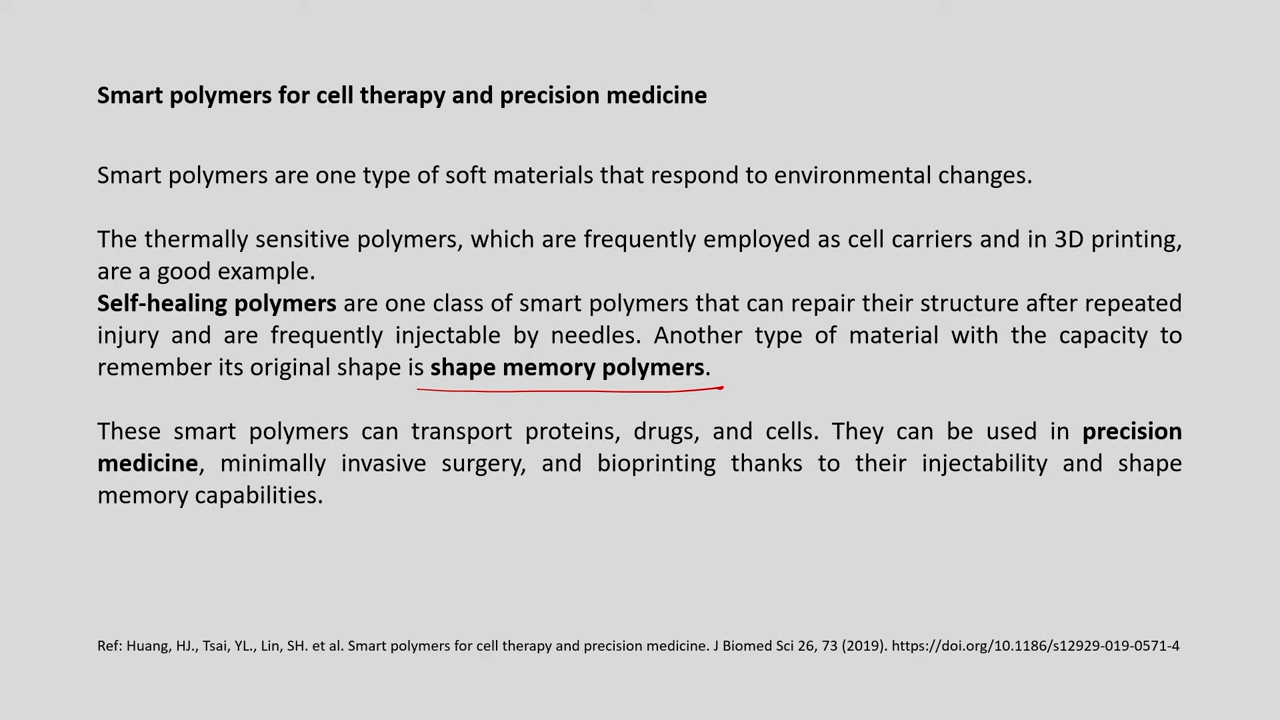 Smart polymers for cell therapy and precision medicine
Smart polymers are one type of soft materials that respond to environmental changes.
The thermally sensitive polymers, which are frequently employed as cell carriers and in 3D printing,
are a good example.
Self-healing polymers are one class of smart polymers that can repair their structure after repeated
injury and are frequently injectable by needles. Another type of material with the capacity to
remember its original shape is shape memory polymers.
These smart polymers can transport proteins, drugs, and cells. They can be used in precision
medicine, minimally invasive surgery, and bioprinting thanks to their injectability and shape
memory capabilities.
Ref: Huang, HJ., Tsai, YL., Lin, SH. et al. Smart polymers for cell therapy and precision medicine. J Biomed Sci 26, 73 (2019). https://doi.org/10.1186/s12929-019-0571-4